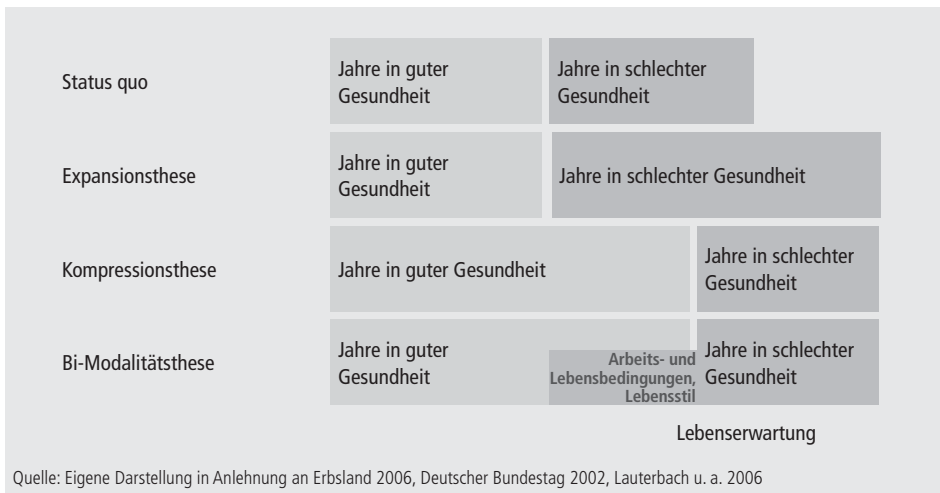 Status quo
Jahre in guter
Gesundheit
Jahre in schlechter
Gesundheit
Expansionsthese
Jahre in guter
Gesundheit
Jahre in schlechter Gesundheit
Kompressionsthese
Jahre in guter Gesundheit
Jahre in schlechter
Gesundheit
Bi-Modalitätsthese
Jahre in guter
Gesundheit
Arbeits- und
Lebensbedingungen,
Lebensstil
Jahre in schlechter
Gesundheit
Lebenserwartung
Quelle: Eigene Darstellung in Anlehnung an Erbsland 2006, Deutscher Bundestag 2002, Lauterbach u. a. 2006